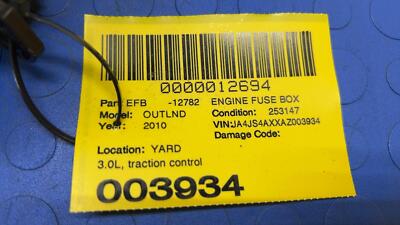 0000012694
Part: EFB -12782 ENGINE FUSE BOX
Model: OUTLND Condition: 253147
Year: 2010 VIN:JA4JS4AXXAZ003934
Damage Code:
Location: YARD
3.0L, traction control
003934